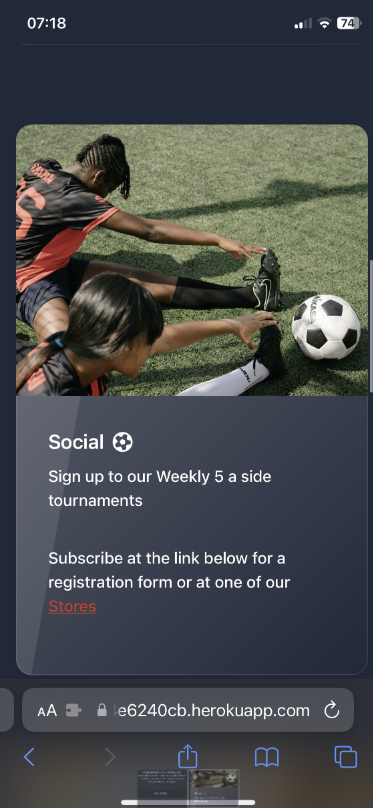 07:18
74
Social
Sign up to our Weekly 5 a side
tournaments
Subscribe at the link below for a
registration form or at one of our
Stores
AA
e6240cb.herokuapp.com